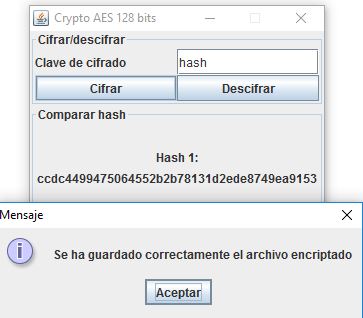 Crypto AES 128 bits
Cifrar/descifrar
Clave de cifrado hash
Cifrar Descifrar
Comparar hash
Hash 1:
ccdc4499475064552b2b78131d2ede8749ea9153
Mensaje
Se ha guardado correctamente el archivo encriptado
Aceptar